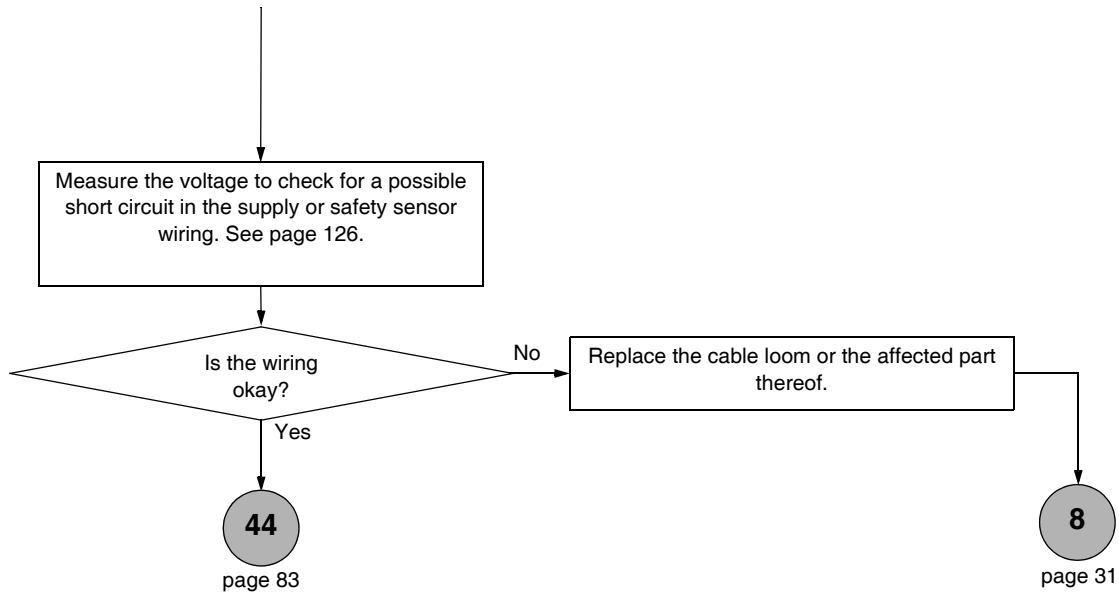 Measure the voltage to check for a possible
short circuit in the supply or safety sensor
wiring. See page 126.
Is the wiring
okay?
No
Replace the cable loom or the affected part
thereof.
Yes
44
page 83
8
page 31